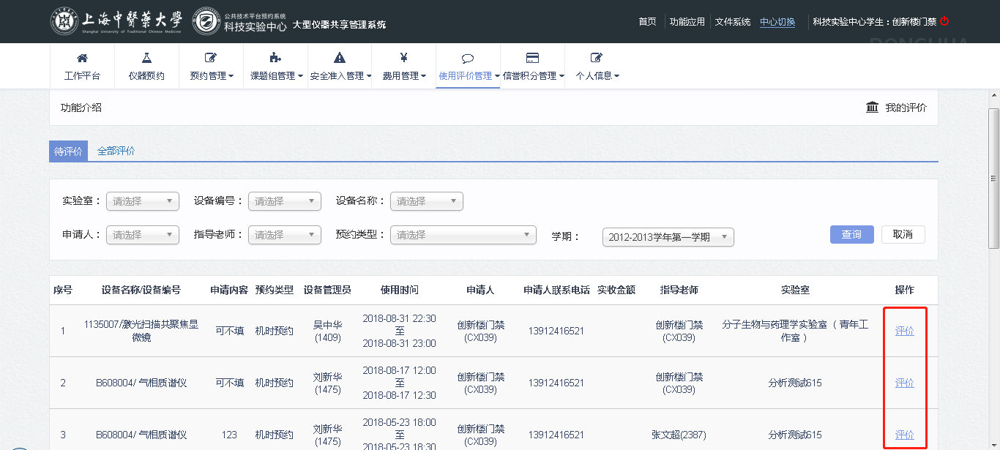 上海中医药大学
Shanghai University of Traditional Chinese Medicine
公共技术平台预约系统
科技实验中心
大型仪器共享管理系统
首页 功能应用 文件系统 中心切换 科技实验中心学生：创新楼门禁
DONGHUA
工作平台 仪器预约 预约管理 课题组管理 安全准入管理 费用管理 使用评价管理 信誉积分管理 个人信息
功能介绍 我的评价
待评价 全部评价
实验室： 请选择 设备编号： 请选择 设备名称： 请选择
申请人： 请选择 指导老师： 请选择 预约类型： 请选择 学期： 2012-2013学年第一学期 查询 取消
序号 设备名称/设备编号 申请内容 预约类型 设备管理员 使用时间 申请人 申请人联系电话 实收金额 指导老师 实验室 操作
1 1135007/激光扫描共聚焦显微镜 可不填 机时预约 吴中华(1409) 2018-08-31 22:30 至 2018-08-31 23:00 创新楼门禁(CX039) 13912416521 创新楼门禁(CX039) 分子生物与药理学实验室（青年工作室） 评价
2 B608004/ 气相质谱仪 可不填 机时预约 刘新华(1475) 2018-08-17 12:00 至 2018-08-17 12:30 创新楼门禁(CX039) 13912416521 创新楼门禁(CX039) 分析测试615 评价
3 B608004/ 气相质谱仪 123 机时预约 刘新华(1475) 2018-05-23 18:00 至 2018-05-23 18:30 创新楼门禁(CX039) 13912416521 张文超(2387) 分析测试615 评价